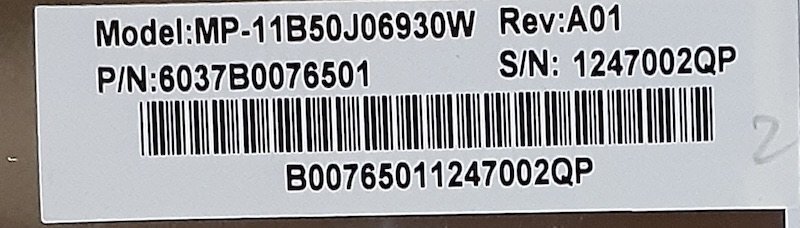 Model:MP-11B50J06930W Rev:A01
P/N:6037B0076501 S/N: 1247002QP
B00765011247002QP
2